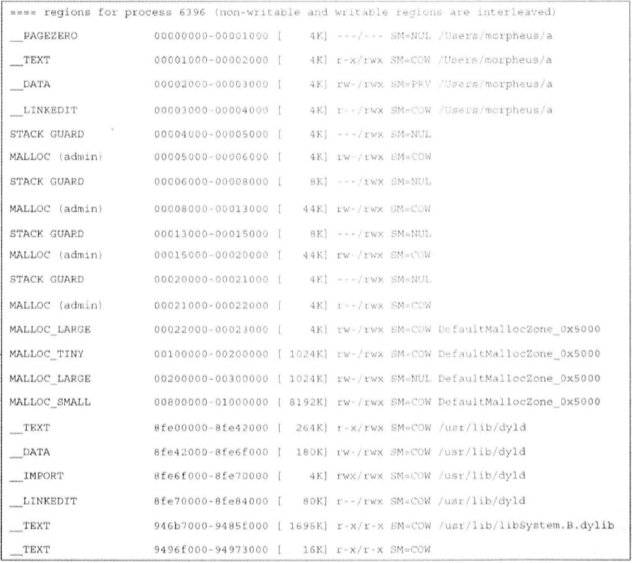 ==== regions for process 6396 (non-writable and writable regions are interleaved)
__PAGEZERO 00000000-00001000 [ 4K] ---/--- SM=NUL /Users/morpheus/a
__TEXT 00001000-00002000 [ 4K] r-x/rwx SM=COW /Users/morpheus/a
__DATA 00002000-00003000 [ 4K] rw-/rwx SM=PRV /Users/morpheus/a
__LINKEDIT 00003000-00004000 [ 4K] r--/rwx SM=COW /Users/morpheus/a
STACK GUARD 00004000-00005000 [ 4K] ---/rwx SM=NUL
MALLOC (admin) 00005000-00006000 [ 4K] rw-/rwx SM=COW
STACK GUARD 00006000-00008000 [ 8K] ---/rwx SM=NUL
MALLOC (admin) 00008000-00013000 [ 44K] rw-/rwx SM=COW
STACK GUARD 00013000-00015000 [ 8K] ---/rwx SM=NUL
MALLOC (admin) 00015000-00020000 [ 44K] rw-/rwx SM=COW
STACK GUARD 00020000-00021000 [ 4K] ---/rwx SM=NUL
MALLOC (admin) 00021000-00022000 [ 4K] r--/rwx SM=COW
MALLOC_LARGE 00022000-00023000 [ 4K] rw-/rwx SM=COW DefaultMallocZone_0x5000
MALLOC_TINY 00100000-00200000 [ 1024K] rw-/rwx SM=COW DefaultMallocZone_0x5000
MALLOC_LARGE 00200000-00300000 [ 1024K] rw-/rwx SM=NUL DefaultMallocZone_0x5000
MALLOC_SMALL 00800000-01000000 [ 8192K] rw-/rwx SM=COW DefaultMallocZone_0x5000
__TEXT 8fe00000-8fe42000 [ 264K] r-x/rwx SM=COW /usr/lib/dyld
__DATA 8fe42000-8fe6f000 [ 180K] rw-/rwx SM=COW /usr/lib/dyld
__IMPORT 8fe6f000-8fe70000 [ 4K] rwx/rwx SM=COW /usr/lib/dyld
__LINKEDIT 8fe70000-8fe84000 [ 80K] r--/rwx SM=COW /usr/lib/dyld
__TEXT 946b7000-9485f000 [ 1696K] r-x/r-x SM=COW /usr/lib/libSystem.B.dylib
__TEXT 9496f000-94973000 [ 16K] r-x/r-x SM=COW